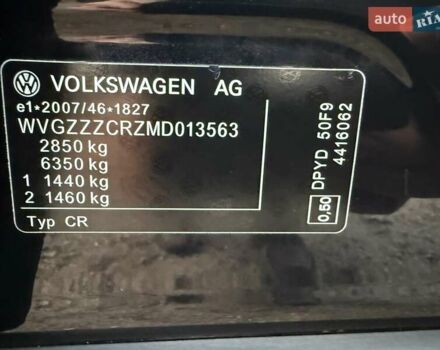 auto RIA
VOLKSWAGEN AG
e1*2007/46*1827
WVGZZZCRZMD013563
2850 kg
6350 kg
1 1440 kg
2 1460 kg
Typ CR
0,50
DPYD 50F9
4416062